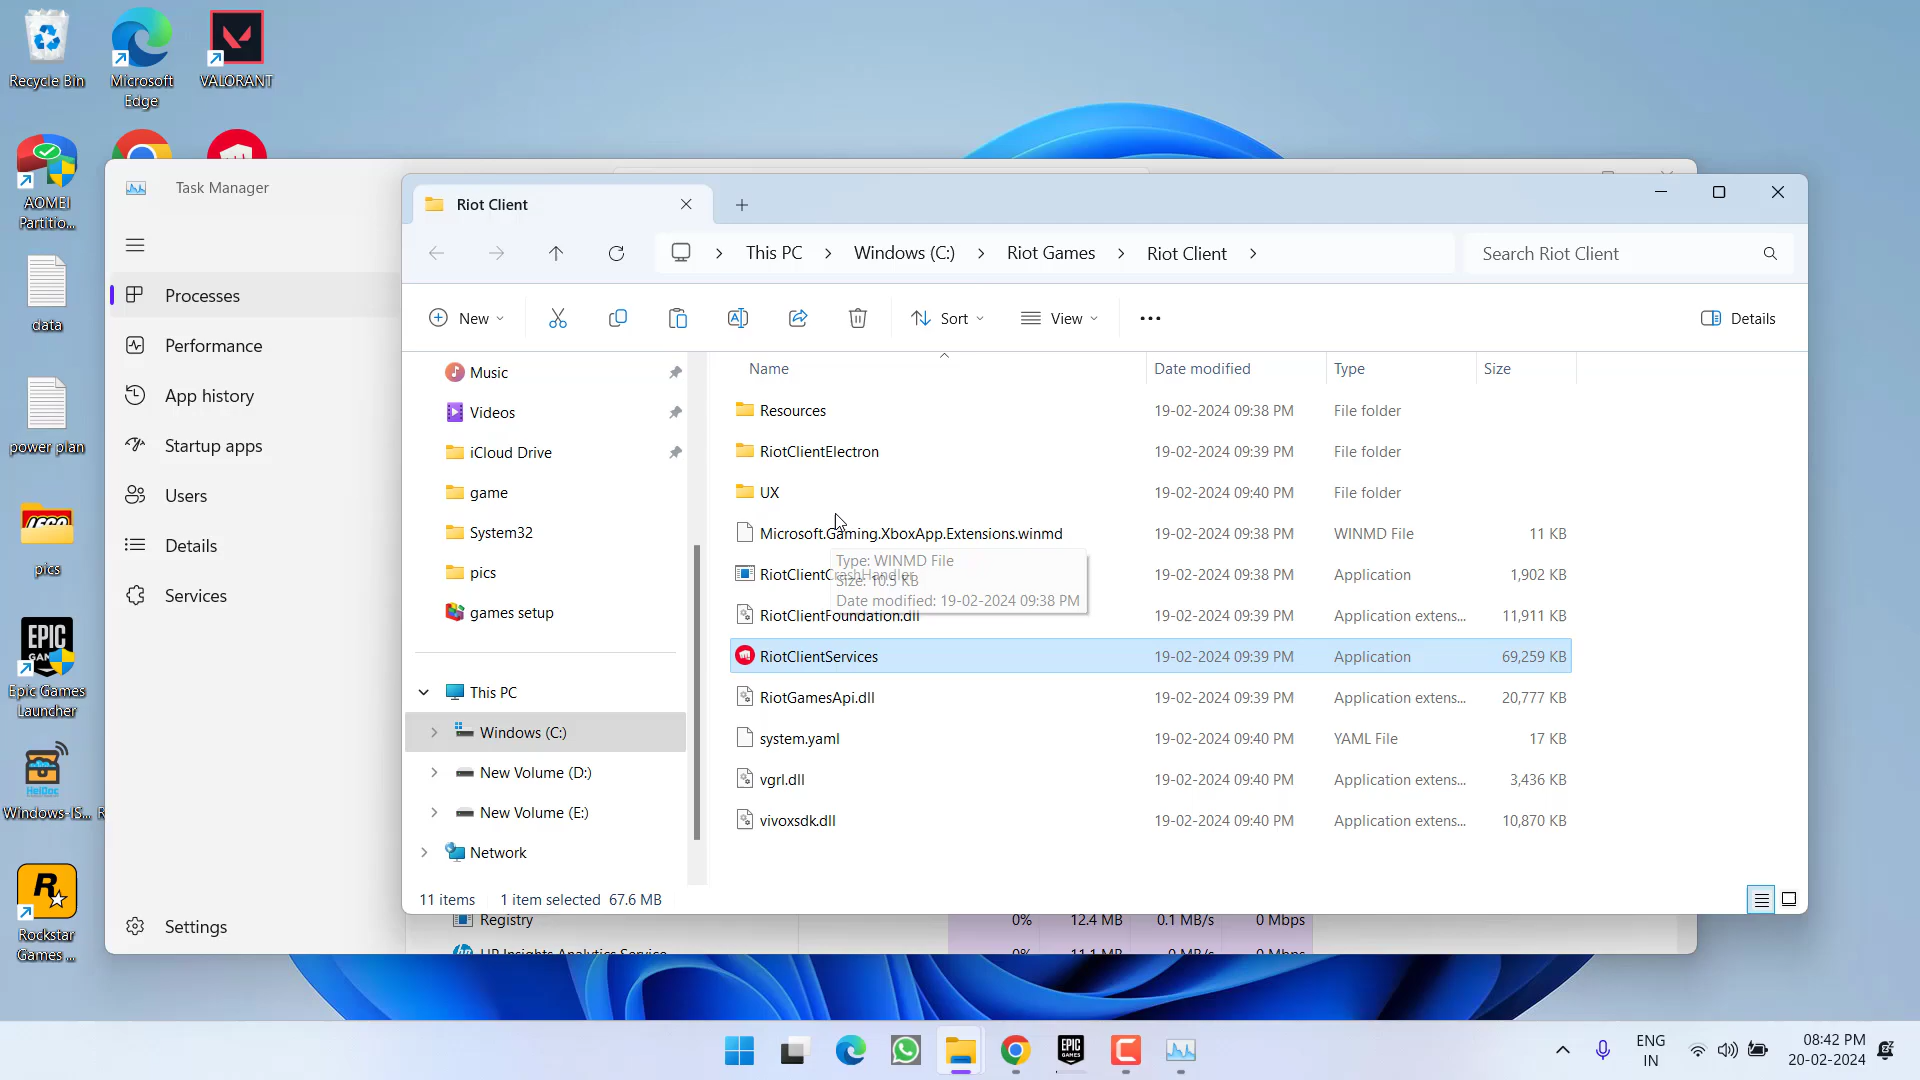 Recycle Bin
Microsoft
Edge
VALORANT
AOMEI
Partitio...
data
power plan
pics
EPIC
GAMES
Epic Games
Launcher
HeiDoc
Windows-IS...
Rockstar
Games ...
Task Manager
Processes
Performance
App history
Startup apps
Users
Details
Services
Settings
Riot Client
This PC
Windows (C:)
Riot Games
Riot Client
Search Riot Client
New
Sort
View
Details
Music
Videos
iCloud Drive
game
System32
pics
games setup
This PC
Windows (C:)
New Volume (D:)
New Volume (E:)
Network
Name Date modified Type Size
Resources 19-02-2024 09:38 PM File folder
RiotClientElectron 19-02-2024 09:39 PM File folder
UX 19-02-2024 09:40 PM File folder
Microsoft.Gaming.XboxApp.Extensions.winmd 19-02-2024 09:38 PM WINMD File 11 KB
RiotClientCrashHandler 19-02-2024 09:38 PM Application 1,902 KB
RiotClientFoundation.dll 19-02-2024 09:39 PM Application extens... 11,911 KB
RiotClientServices 19-02-2024 09:39 PM Application 69,259 KB
RiotGamesApi.dll 19-02-2024 09:39 PM Application extens... 20,777 KB
system.yaml 19-02-2024 09:40 PM YAML File 17 KB
vgrl.dll 19-02-2024 09:40 PM Application extens... 3,436 KB
vivoxsdk.dll 19-02-2024 09:40 PM Application extens... 10,870 KB
Type: WINMD File
Size: 10.5 KB
Date modified: 19-02-2024 09:38 PM
11 items 1 item selected 67.6 MB
Registry 0% 12.4 MB 0.1 MB/s 0 Mbps
HP Insights Analytics Service 0% 11.1 MB 0 MB/s 0 Mbps
EPIC
GAMES
ENG
IN
08:42 PM
20-02-2024